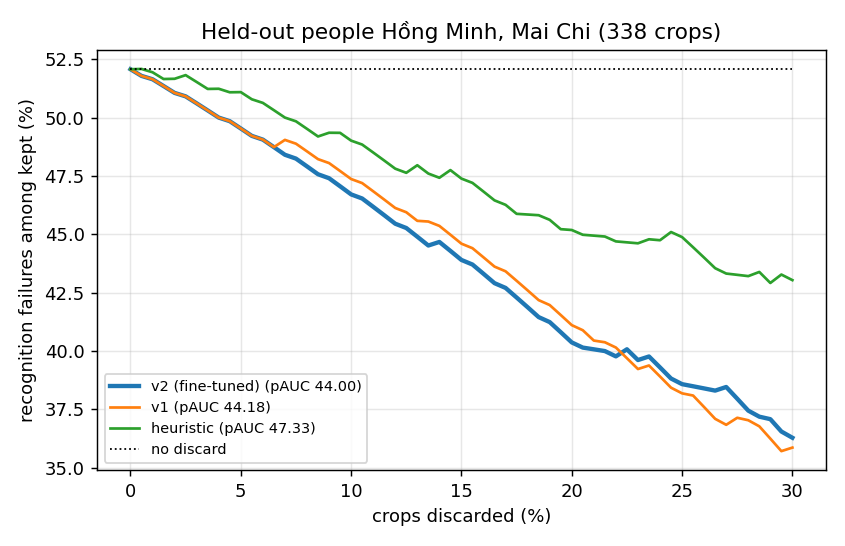 Held-out people Hồng Minh, Mai Chi (338 crops)
recognition failures among kept (%)
52.5
50.0
47.5
45.0
42.5
40.0
37.5
35.0
v2 (fine-tuned) (pAUC 44.00)
v1 (pAUC 44.18)
heuristic (pAUC 47.33)
no discard
0 5 10 15 20 25 30
crops discarded (%)